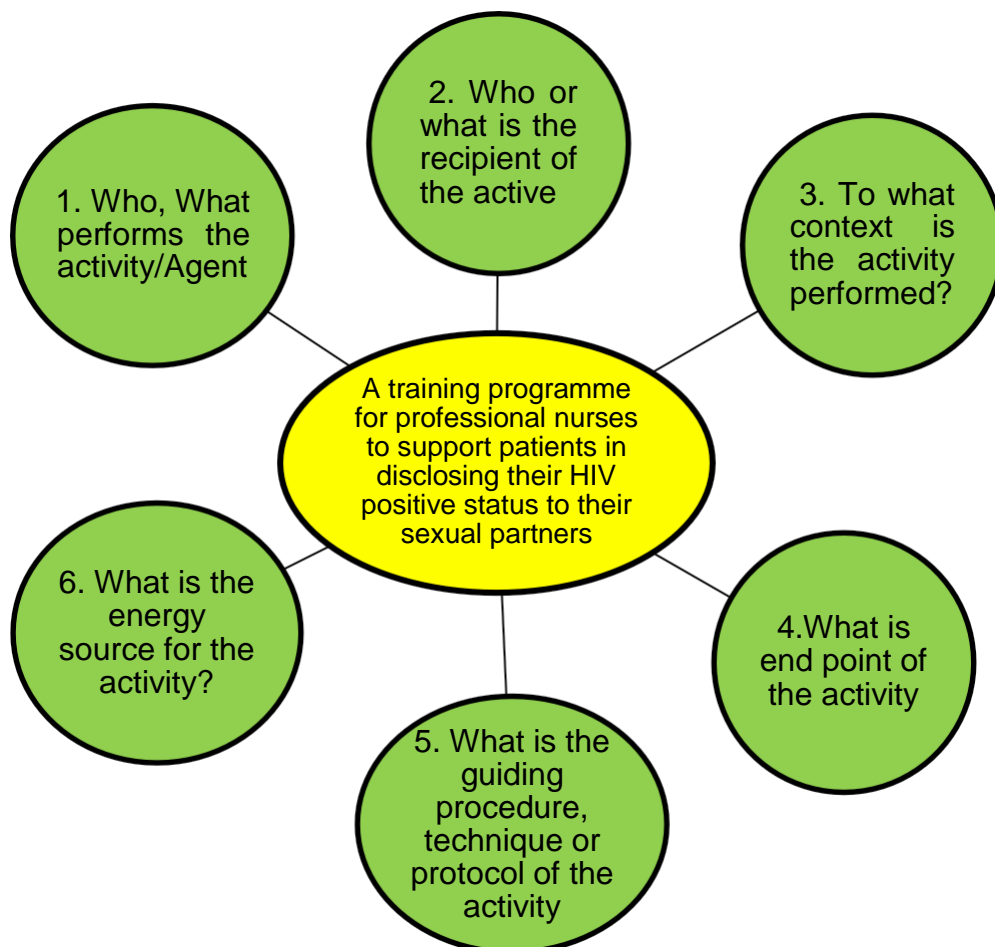 1. Who, What
performs the
activity/Agent
2. Who or
what is the
recipient of
the active
3. To what
context is
the activity
performed?
A training programme
for professional nurses
to support patients in
disclosing their HIV
positive status to their
sexual partners
6. What is the
energy
source for the
activity?
4.What is
end point of
the activity
5. What is the
guiding
procedure,
technique or
protocol of the
activity